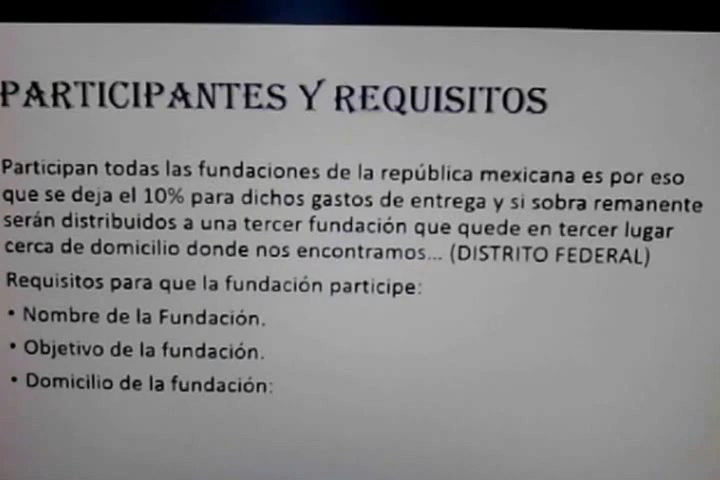 PARTICIPANTES Y REQUISITOS
Participan todas las fundaciones de la república mexicana es por eso
que se deja el 10% para dichos gastos de entrega y si sobra remanente
serán distribuidos a una tercer fundación que quede en tercer lugar
cerca de domicilio donde nos encontramos... (DISTRITO FEDERAL)
Requisitos para que la fundación participe:
• Nombre de la Fundación.
• Objetivo de la fundación.
• Domicilio de la fundación: